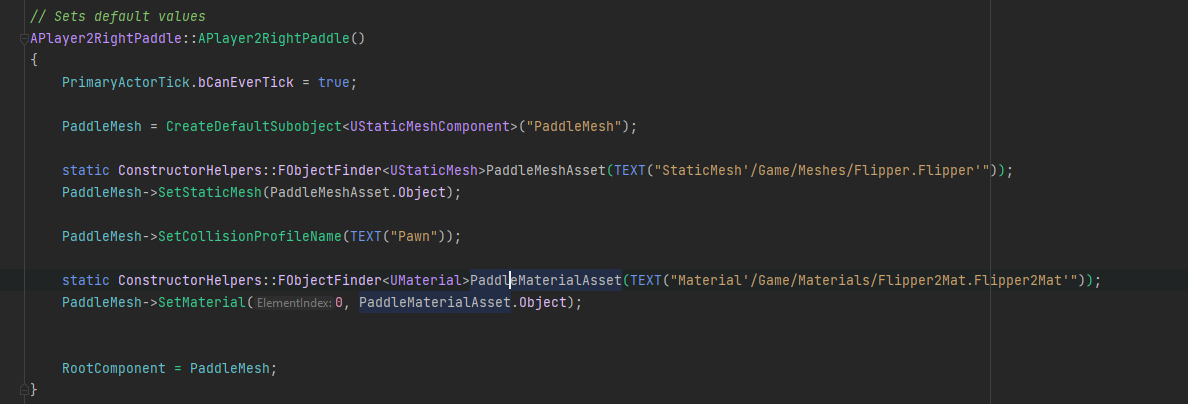 // Sets default values
APlayer2RightPaddle::APlayer2RightPaddle()
{
PrimaryActorTick.bCanEverTick = true;
PaddleMesh = CreateDefaultSubobject<UStaticMeshComponent>("PaddleMesh");
static ConstructorHelpers::FObjectFinder<UStaticMesh>PaddleMeshAsset(TEXT("StaticMesh'/Game/Meshes/Flipper.Flipper'"));
PaddleMesh->SetStaticMesh(PaddleMeshAsset.Object);
PaddleMesh->SetCollisionProfileName(TEXT("Pawn"));
static ConstructorHelpers::FObjectFinder<UMaterial>PaddleMaterialAsset(TEXT("Material'/Game/Materials/Flipper2Mat.Flipper2Mat'"));
PaddleMesh->SetMaterial(ElementIndex: 0, PaddleMaterialAsset.Object);
RootComponent = PaddleMesh;
}